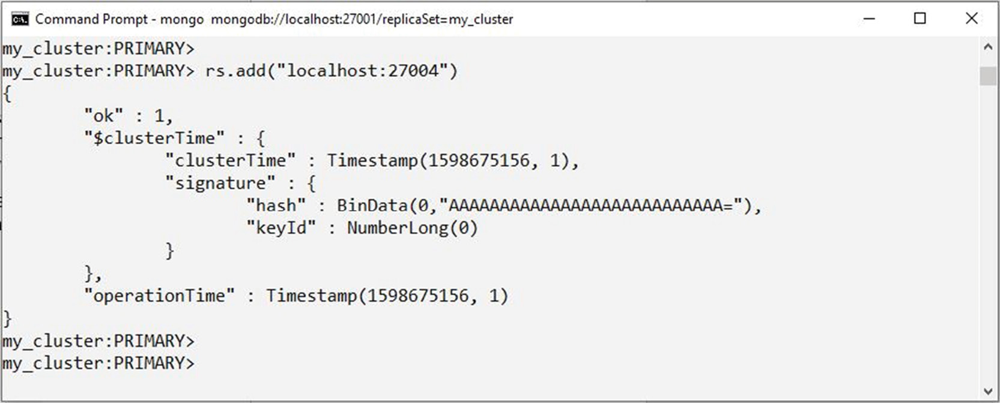 Command Prompt - mongo mongodb://localhost:27001/replicaSet=my_cluster
my_cluster:PRIMARY>
my_cluster:PRIMARY> rs.add("localhost:27004")
{
        "ok" : 1,
        "$clusterTime" : {
                "clusterTime" : Timestamp(1598675156, 1),
                "signature" : {
                        "hash" : BinData(0,"AAAAAAAAAAAAAAAAAAAAAAAAAAA="),
                        "keyId" : NumberLong(0)
                }
        },
        "operationTime" : Timestamp(1598675156, 1)
}
my_cluster:PRIMARY>
my_cluster:PRIMARY>